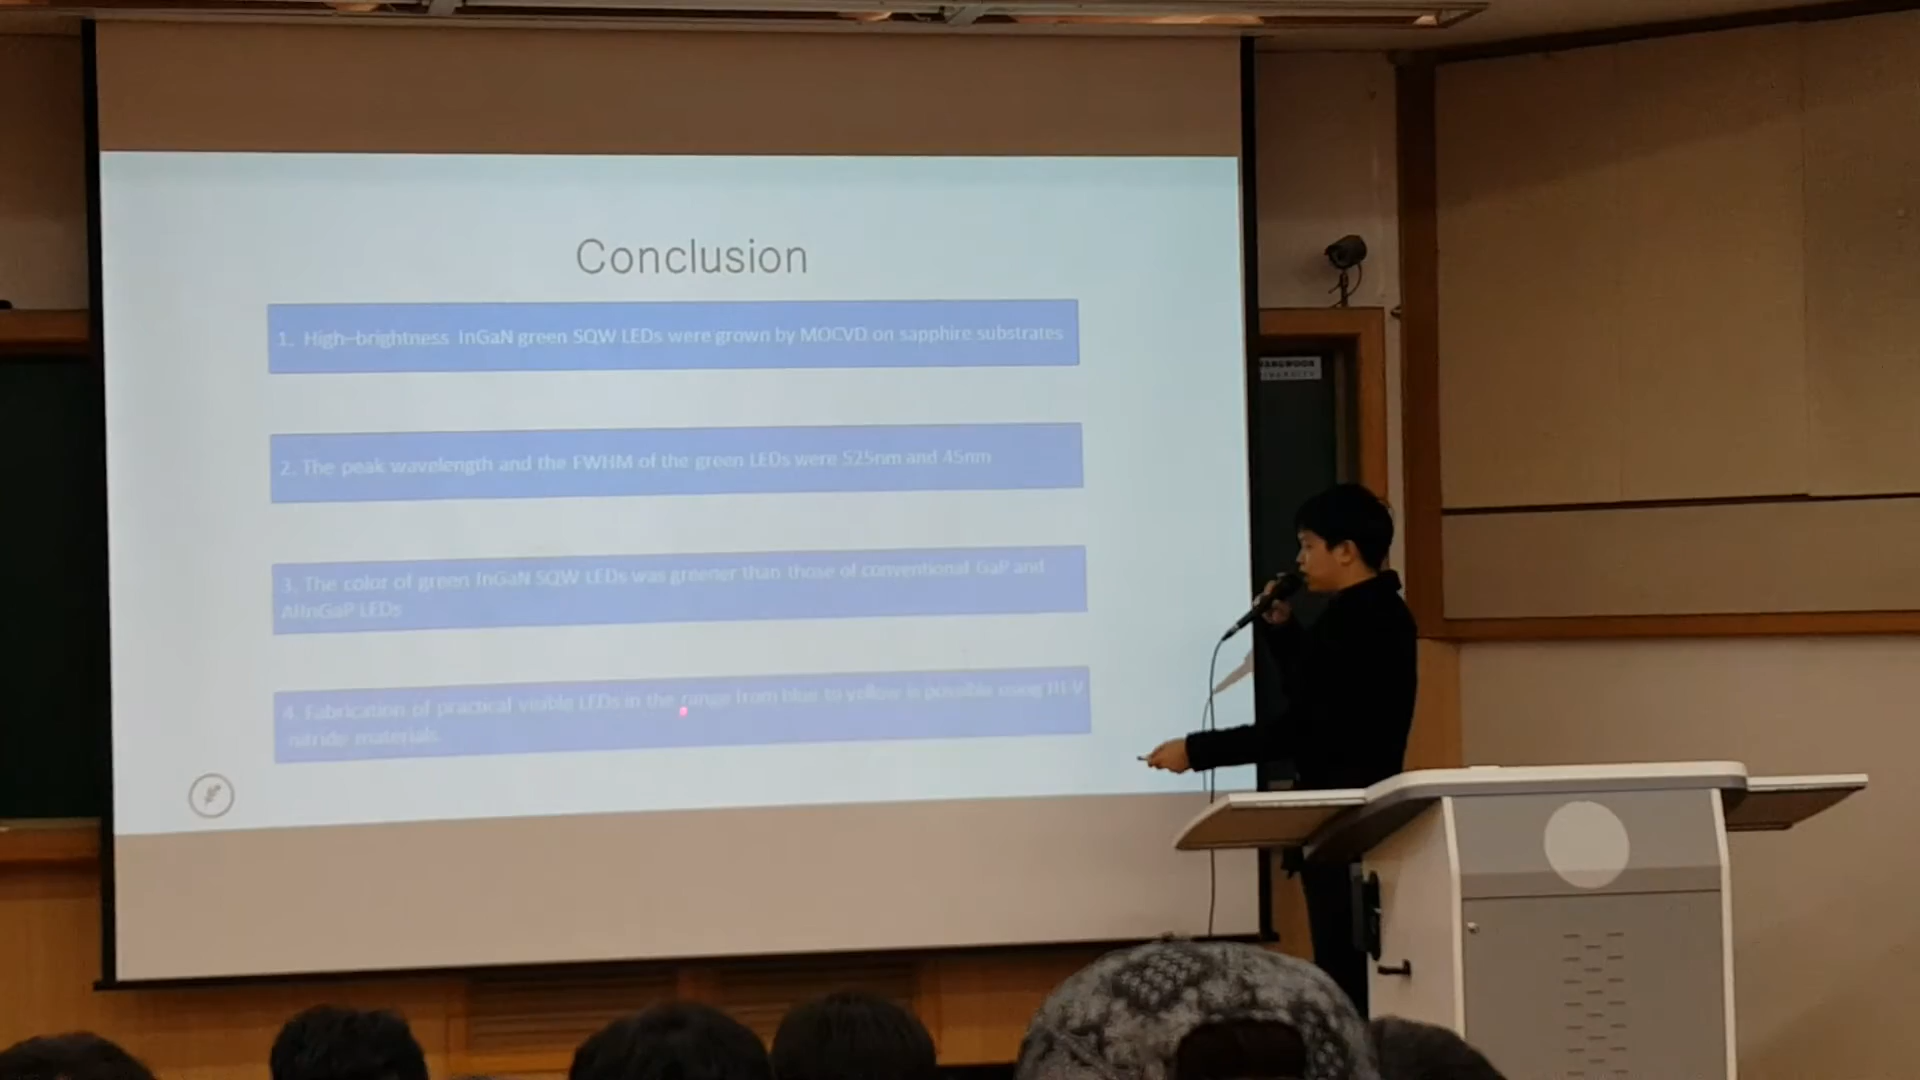 Conclusion
1. High-brightness InGaN green SQW LEDs were grown by MOCVD on sapphire substrates
2. The peak wavelength and the FWHM of the green LEDs were 525nm and 45nm
3. The color of green InGaN SQW LEDs was greener than those of conventional GaP and
AlInGaP LEDs
4. Fabrication of practical visible LEDs in the range from blue to yellow is possible using III-V
nitride materials.